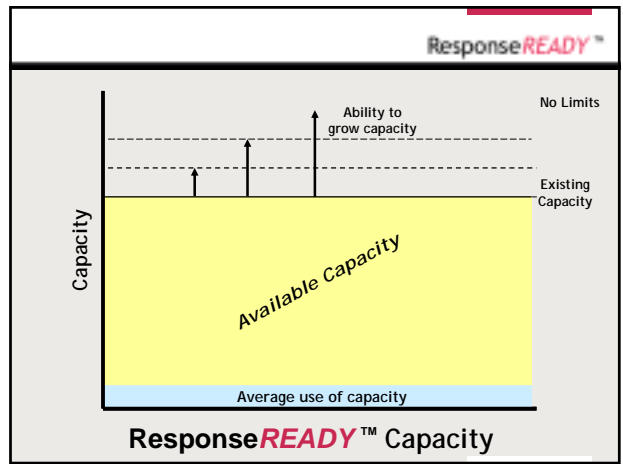 ResponseREADY™
Ability to
grow capacity
No Limits
Existing
Capacity
Capacity
Available Capacity
Average use of capacity
ResponseREADY™ Capacity